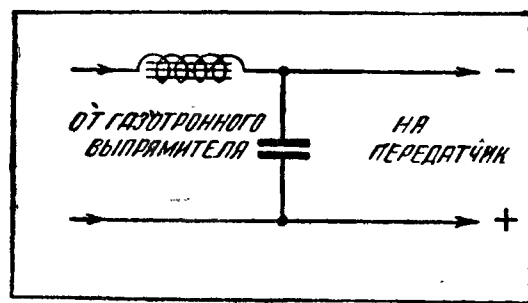 −
ОТ ГАЗОТРОННОГО
ВЫПРЯМИТЕЛЯ
НА
ПЕРЕДАТЧИК
+